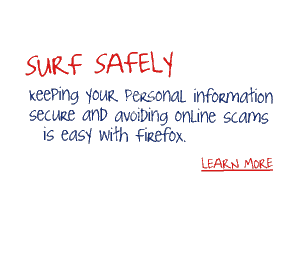 SURF SAFELY
Keeping your personal information
secure and avoiding online scams
is easy with Firefox.
LEARN MORE